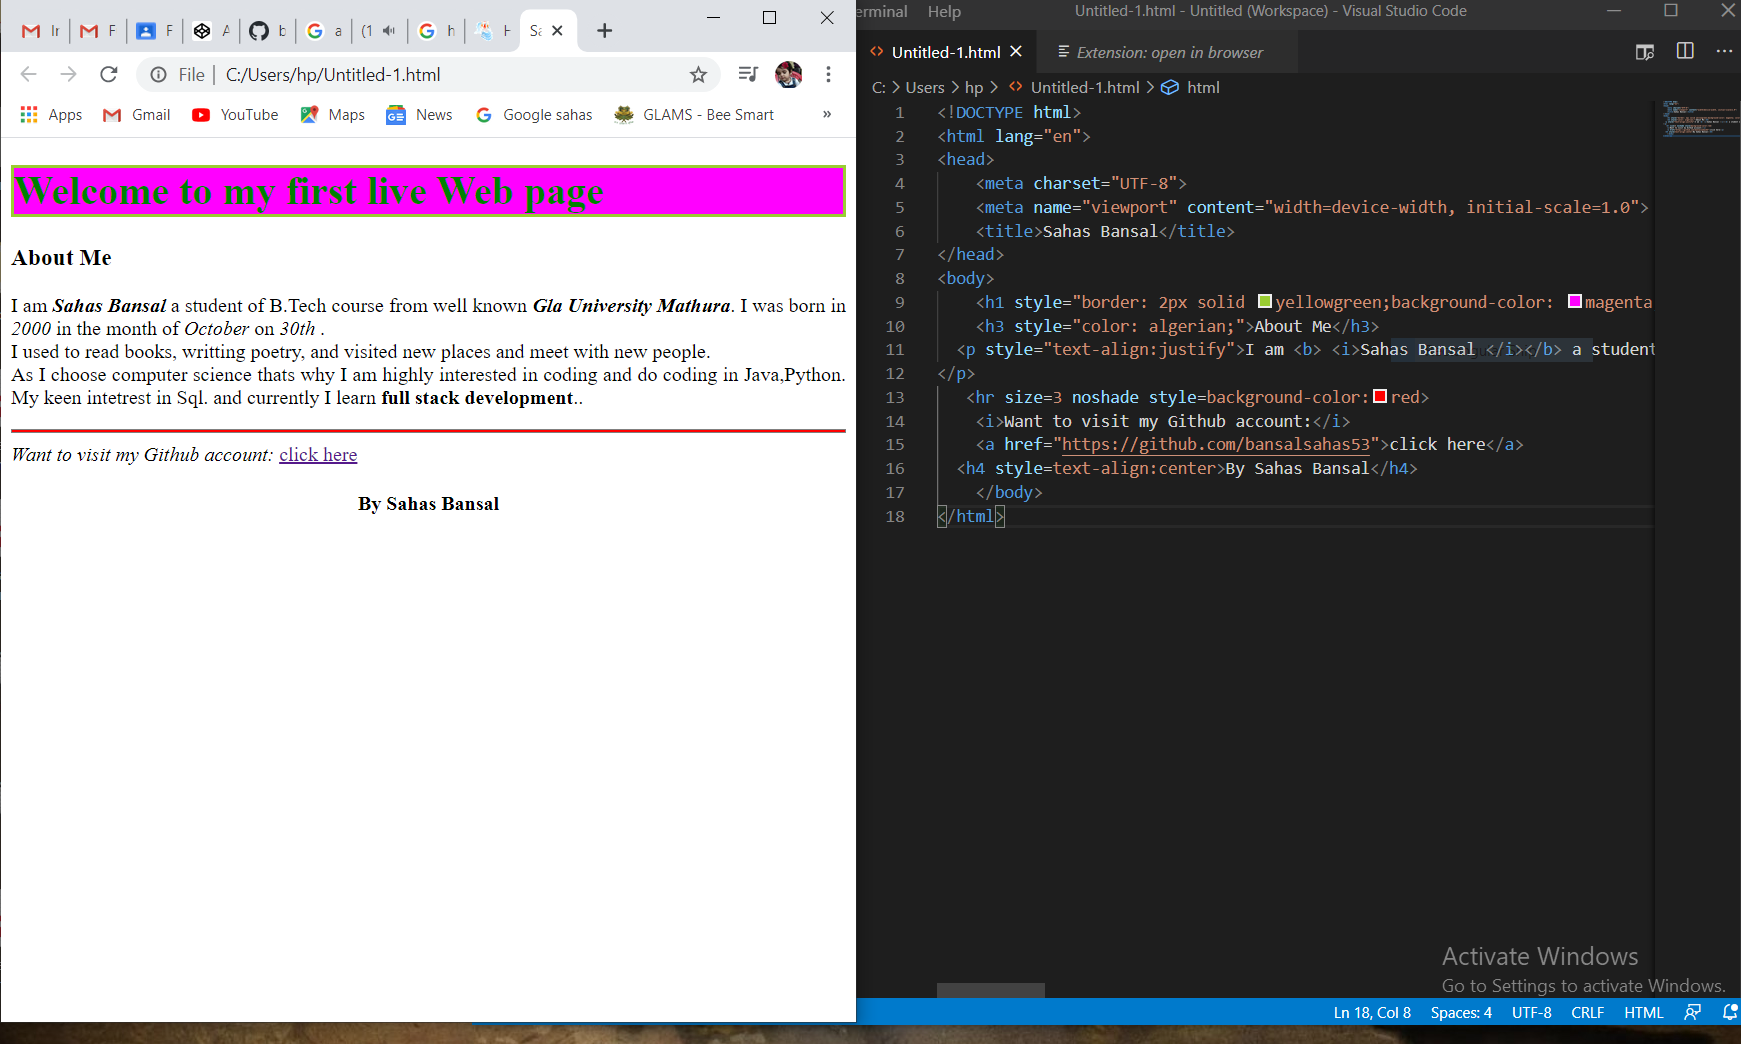 Ir
F
F
A
b
a
(1
h
H
Sa
File
C:/Users/hp/Untitled-1.html
Apps
Gmail
YouTube
Maps
News
Google sahas
GLAMS - Bee Smart
»
Welcome to my first live Web page
About Me
I am Sahas Bansal a student of B.Tech course from well known Gla University Mathura. I was born in
2000 in the month of October on 30th .
I used to read books, writting poetry, and visited new places and meet with new people.
As I choose computer science thats why I am highly interested in coding and do coding in Java,Python.
My keen intetrest in Sql. and currently I learn full stack development..
Want to visit my Github account: click here
By Sahas Bansal
erminal Help Untitled-1.html - Untitled (Workspace) - Visual Studio Code
Untitled-1.html Extension: open in browser
C: > Users > hp > Untitled-1.html > html
1 <!DOCTYPE html>
2 <html lang="en">
3 <head>
4 <meta charset="UTF-8">
5 <meta name="viewport" content="width=device-width, initial-scale=1.0">
6 <title>Sahas Bansal</title>
7 </head>
8 <body>
9 <h1 style="border: 2px solid yellowgreen;background-color: magenta
10 <h3 style="color: algerian;">About Me</h3>
11 <p style="text-align:justify">I am <b> <i>Sahas Bansal </i></b> a student
12 </p>
13 <hr size=3 noshade style=background-color:red>
14 <i>Want to visit my Github account:</i>
15 <a href="https://github.com/bansalsahas53">click here</a>
16 <h4 style=text-align:center>By Sahas Bansal</h4>
17 </body>
18 </html>
Activate Windows
Go to Settings to activate Windows.
Ln 18, Col 8 Spaces: 4 UTF-8 CRLF HTML